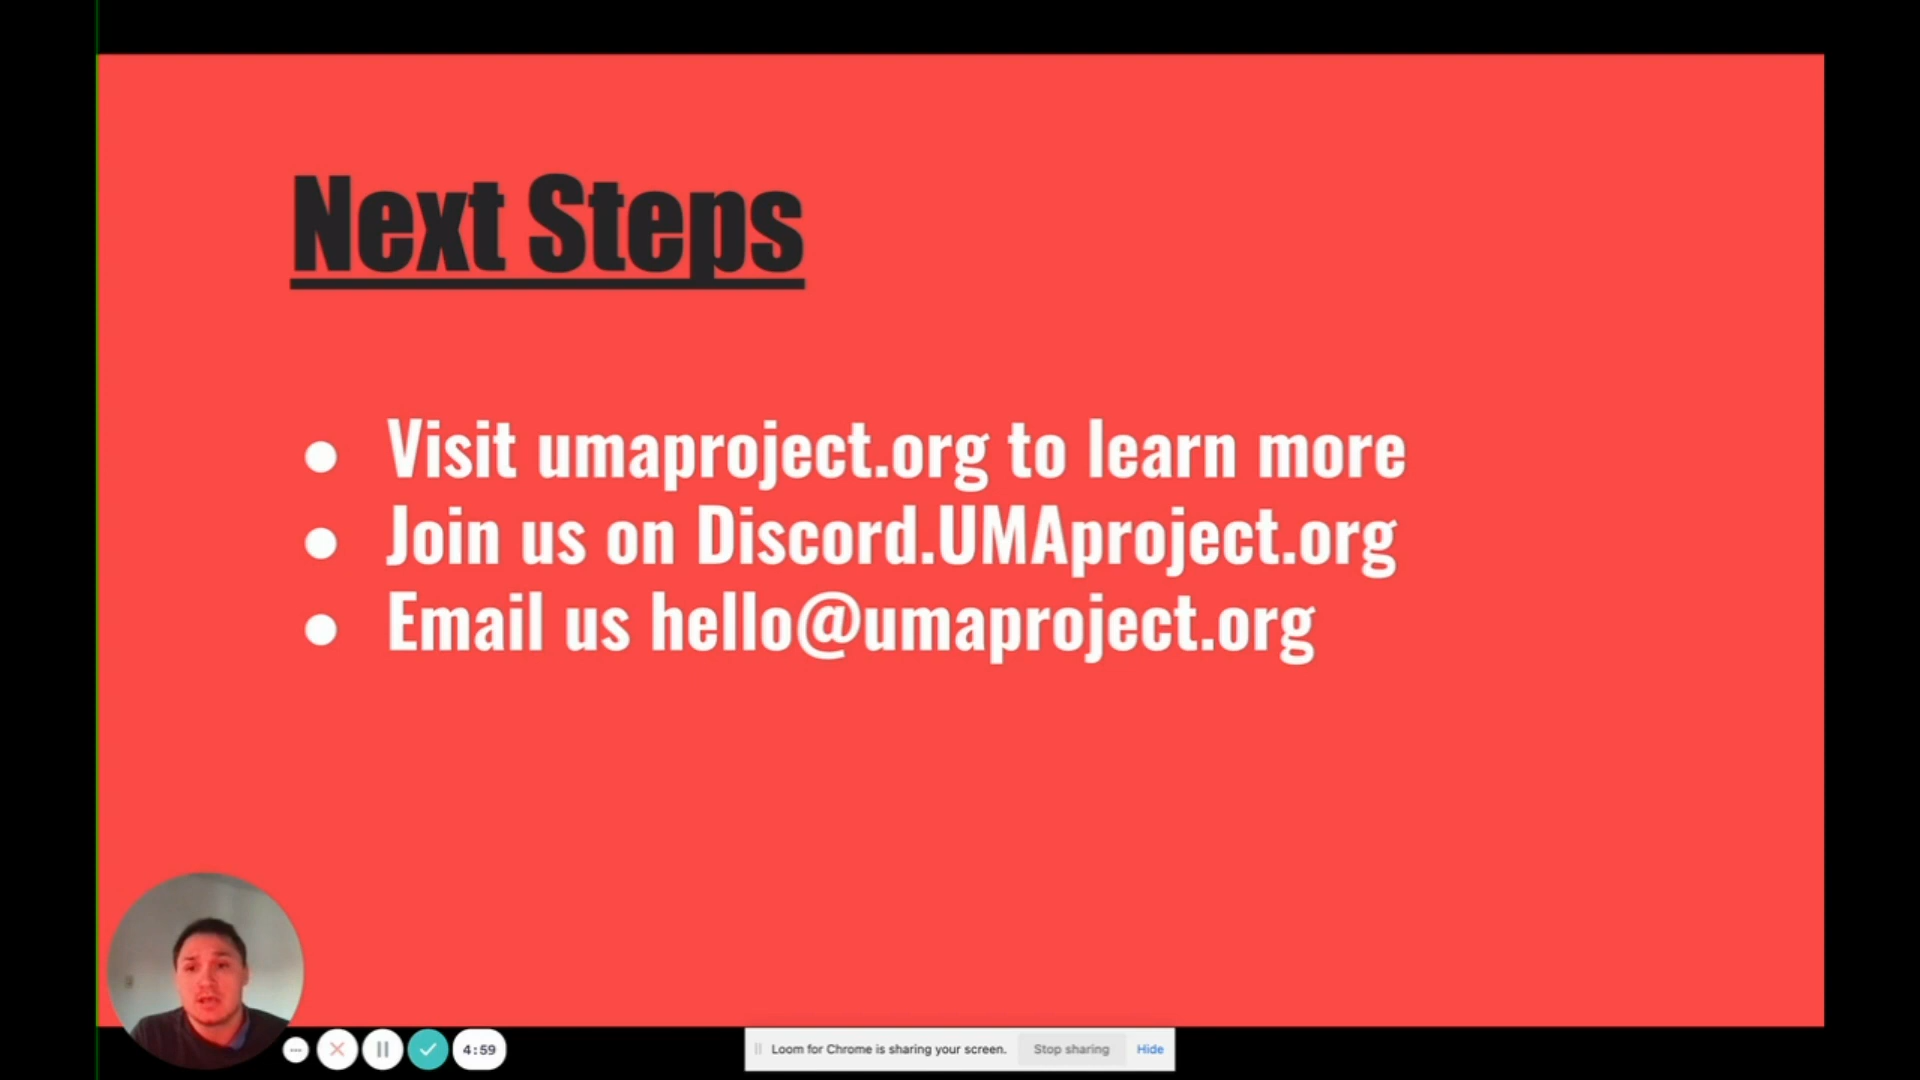 Next Steps
● Visit umaproject.org to learn more
● Join us on Discord.UMAproject.org
● Email us hello@umaproject.org
4:59
Loom for Chrome is sharing your screen. Stop sharing Hide